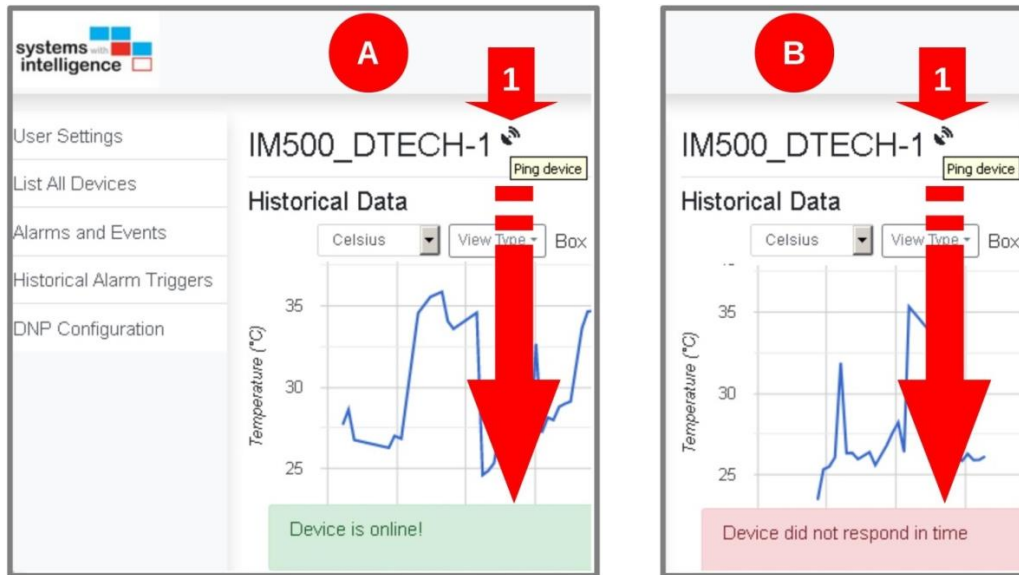 systems with
intelligence
A
1
User Settings
List All Devices
Alarms and Events
Historical Alarm Triggers
DNP Configuration
IM500_DTECH-1
Ping device
Historical Data
Celsius
View Type
Box
Temperature (°C)
35
30
25
Device is online!
B
1
IM500_DTECH-1
Ping device
Historical Data
Celsius
View Type
Box
Temperature (°C)
35
30
25
Device did not respond in time